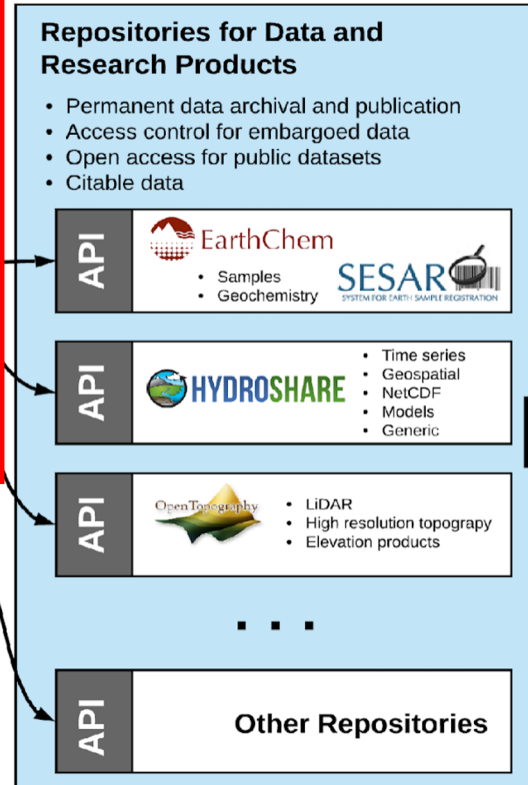 Repositories for Data and
Research Products
• Permanent data archival and publication
• Access control for embargoed data
• Open access for public datasets
• Citable data
API
EarthChem
• Samples
• Geochemistry
SESAR
SYSTEM FOR EARTH SAMPLE REGISTRATION
API
HYDROSHARE
• Time series
• Geospatial
• NetCDF
• Models
• Generic
API
OpenTopography
• LiDAR
• High resolution topograpy
• Elevation products
. . .
API
Other Repositories